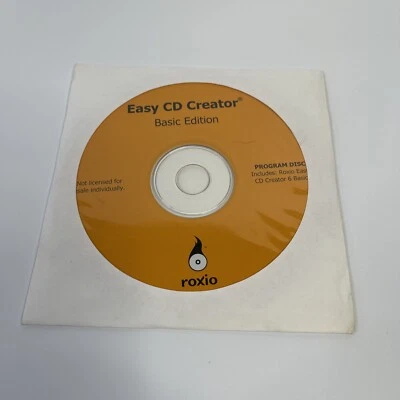 Easy CD Creator®
Basic Edition
Not licensed for
sale individually.
PROGRAM DISC
Includes: Roxio Easy
CD Creator 6 Basic
roxio